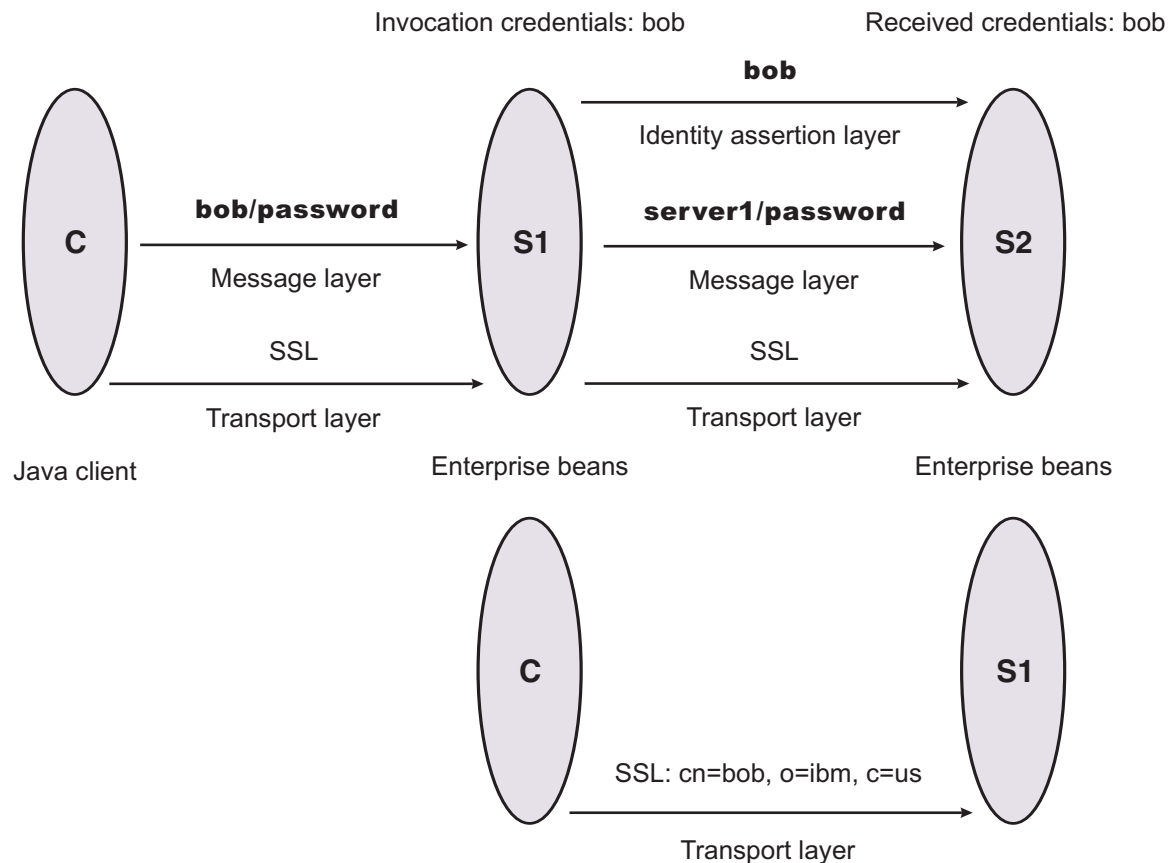 Invocation credentials: bob
Received credentials: bob
bob
Identity assertion layer
bob/password
server1/password
C
S1
S2
Message layer
Message layer
SSL
SSL
Transport layer
Transport layer
Java client
Enterprise beans
Enterprise beans
C
S1
SSL: cn=bob, o=ibm, c=us
Transport layer